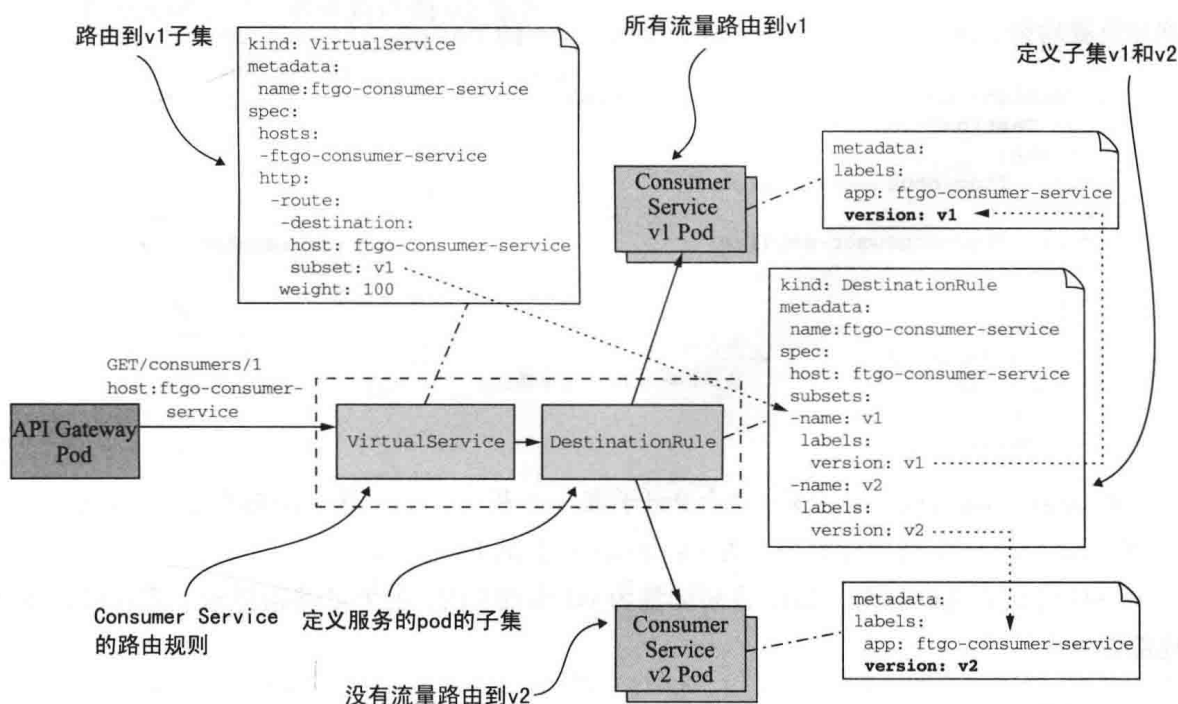 路由到v1子集
kind: VirtualService
metadata:
name:ftgo-consumer-service
spec:
hosts:
-ftgo-consumer-service
http:
-route:
-destination:
host: ftgo-consumer-service
subset: v1
weight: 100
所有流量路由到v1
定义子集v1和v2
Consumer
Service
v1 Pod
metadata:
labels:
app: ftgo-consumer-service
version: v1
kind: DestinationRule
metadata:
name:ftgo-consumer-service
spec:
host: ftgo-consumer-service
subsets:
-name: v1
labels:
version: v1
-name: v2
labels:
version: v2
GET/consumers/1
host:ftgo-consumer-
service
API Gateway
Pod
VirtualService
DestinationRule
Consumer Service
的路由规则
定义服务的pod的子集
没有流量路由到v2
Consumer
Service
v2 Pod
metadata:
labels:
app: ftgo-consumer-service
version: v2